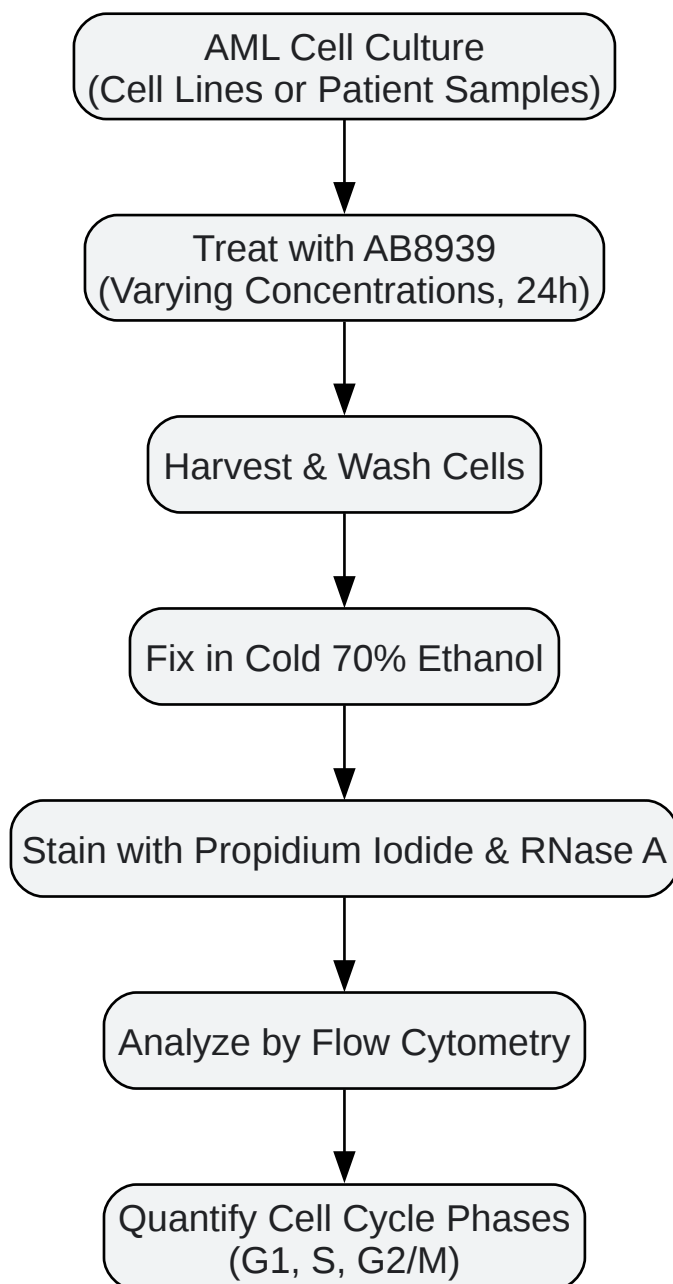 AML Cell Culture
(Cell Lines or Patient Samples)
Treat with AB8939
(Varying Concentrations, 24h)
Harvest & Wash Cells
Fix in Cold 70% Ethanol
Stain with Propidium Iodide & RNase A
Analyze by Flow Cytometry
Quantify Cell Cycle Phases
(G1, S, G2/M)